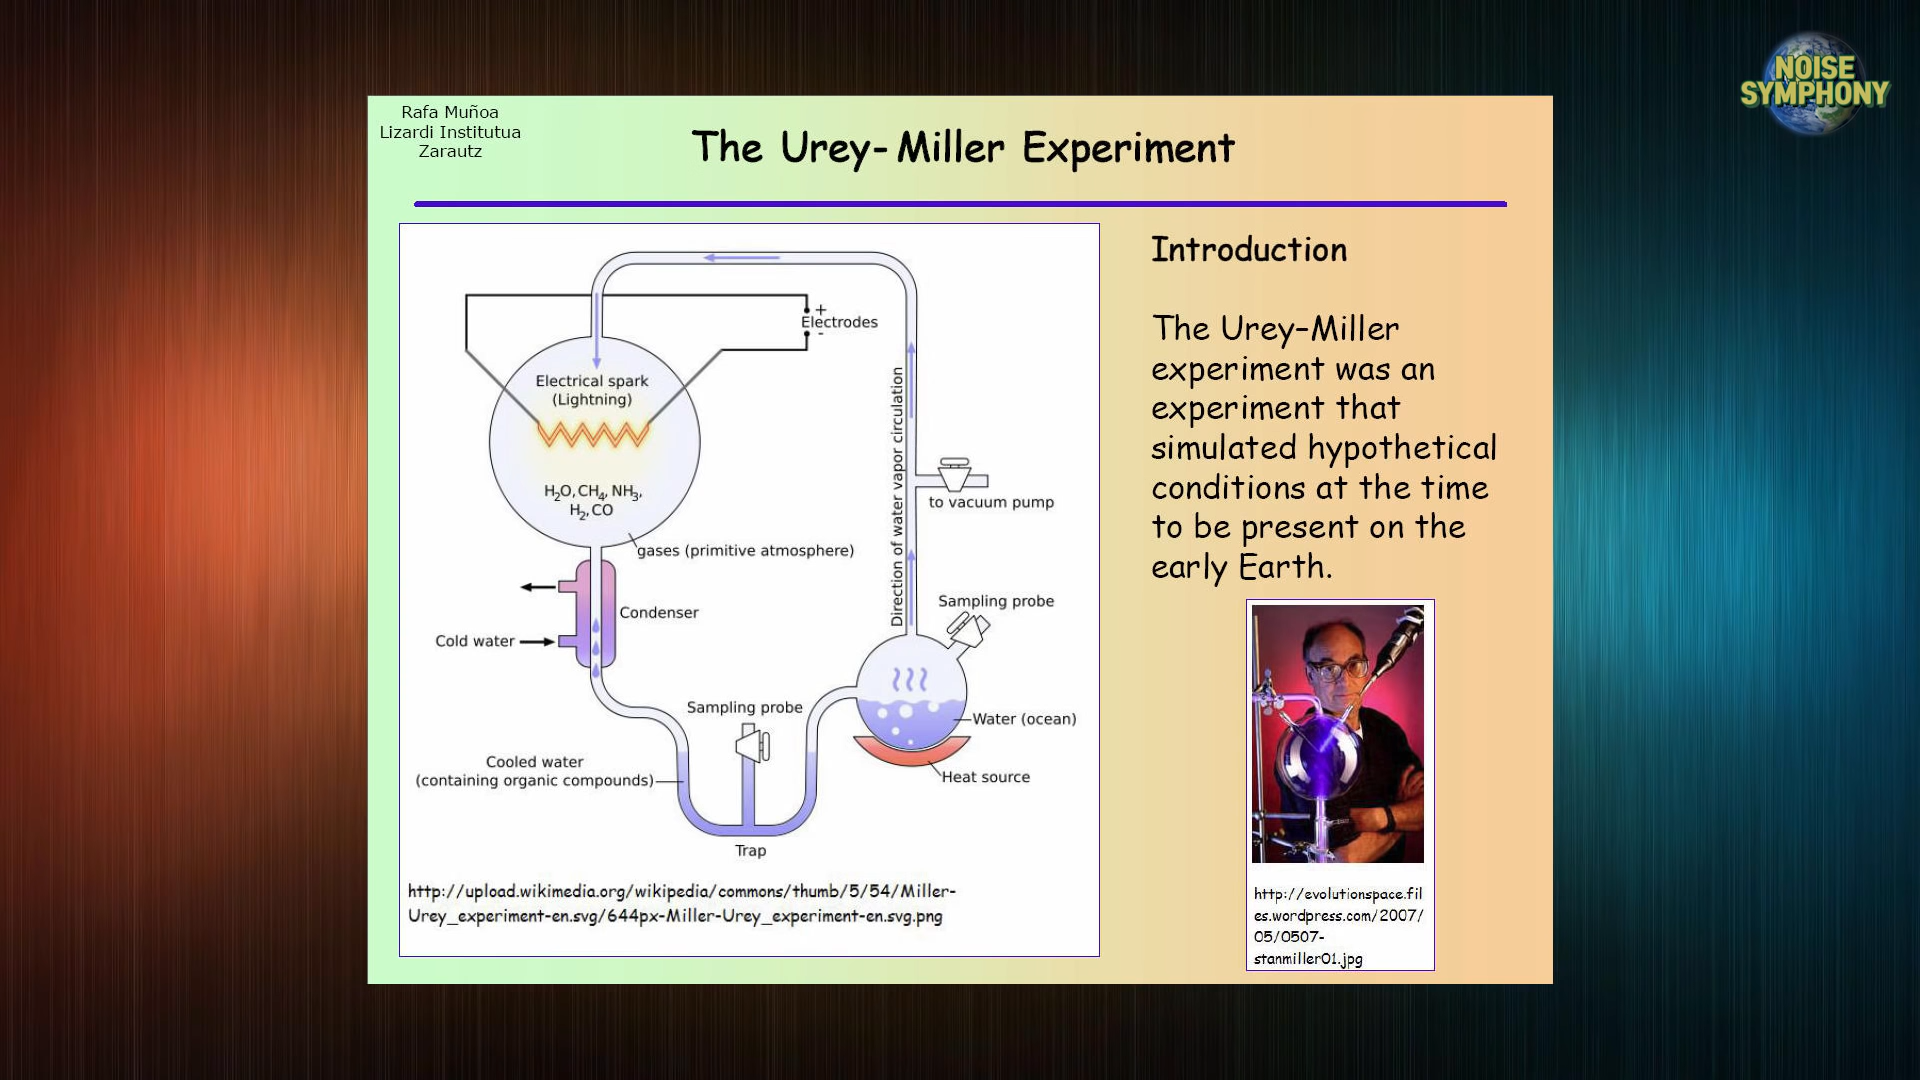 NOISE
SYMPHONY
Rafa Muñoa
Lizardi Institutua
Zarautz
The Urey-Miller Experiment
+
Electrodes
-
Electrical spark
(Lightning)
H₂O, CH₄, NH₃,
H₂, CO
gases (primitive atmosphere)
Direction of water vapor circulation
to vacuum pump
Condenser
Cold water
Sampling probe
Sampling probe
Water (ocean)
Heat source
Cooled water
(containing organic compounds)
Trap
http://upload.wikimedia.org/wikipedia/commons/thumb/5/54/Miller-
Urey_experiment-en.svg/644px-Miller-Urey_experiment-en.svg.png
Introduction
The Urey–Miller
experiment was an
experiment that
simulated hypothetical
conditions at the time
to be present on the
early Earth.
http://evolutionspace.fil
es.wordpress.com/2007/
05/0507-
stanmiller01.jpg